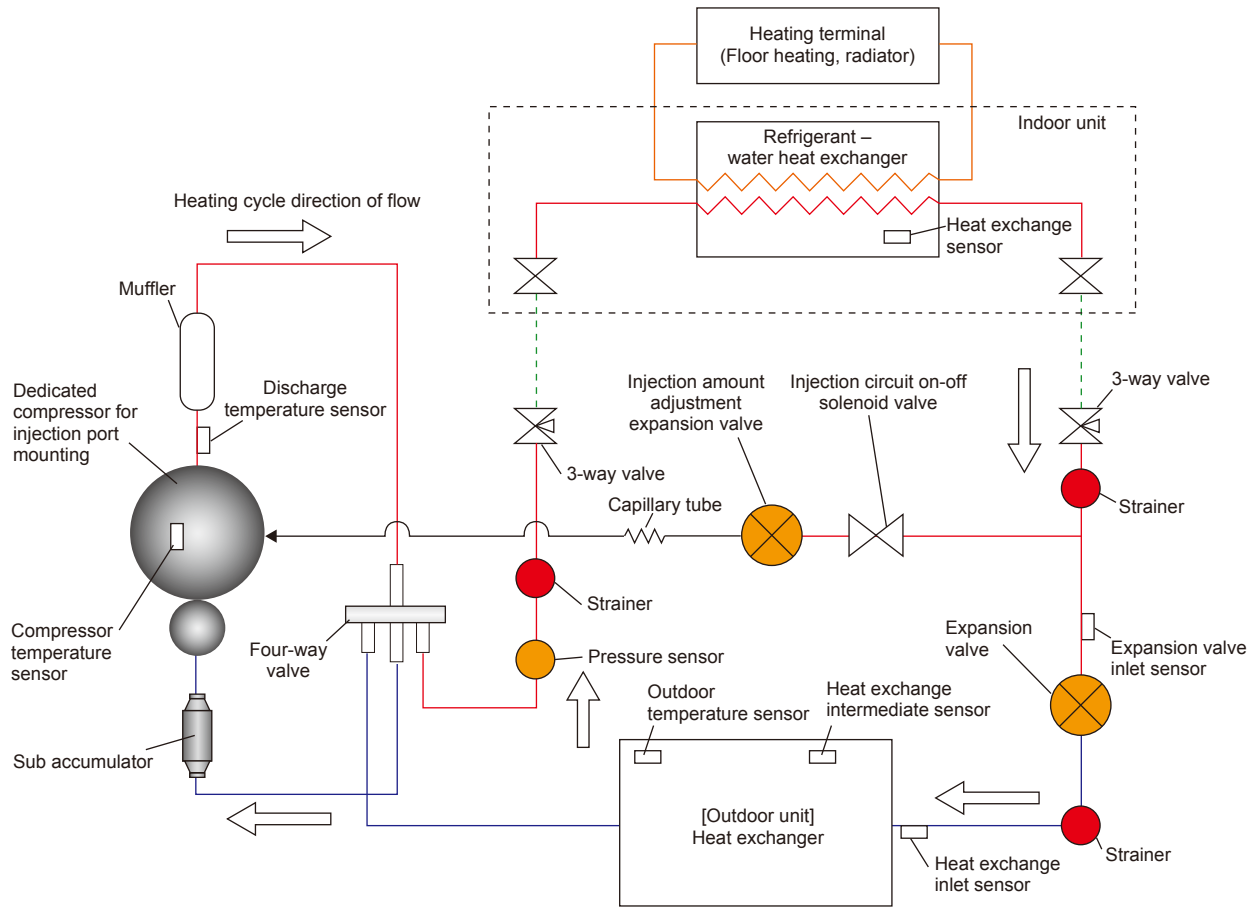 Heating terminal
(Floor heating, radiator)
Indoor unit
Refrigerant –
water heat exchanger
Heating cycle direction of flow
Heat exchange
sensor
Muffler
Discharge
temperature sensor
Dedicated
compressor for
injection port
mounting
Injection amount
adjustment
expansion valve
Injection circuit on-off
solenoid valve
3-way valve
3-way valve
Capillary tube
Strainer
Strainer
Compressor
temperature
sensor
Four-way
valve
Pressure sensor
Expansion
valve
Expansion valve
inlet sensor
Outdoor
temperature sensor
Heat exchange
intermediate sensor
Sub accumulator
[Outdoor unit]
Heat exchanger
Heat exchange
inlet sensor
Strainer